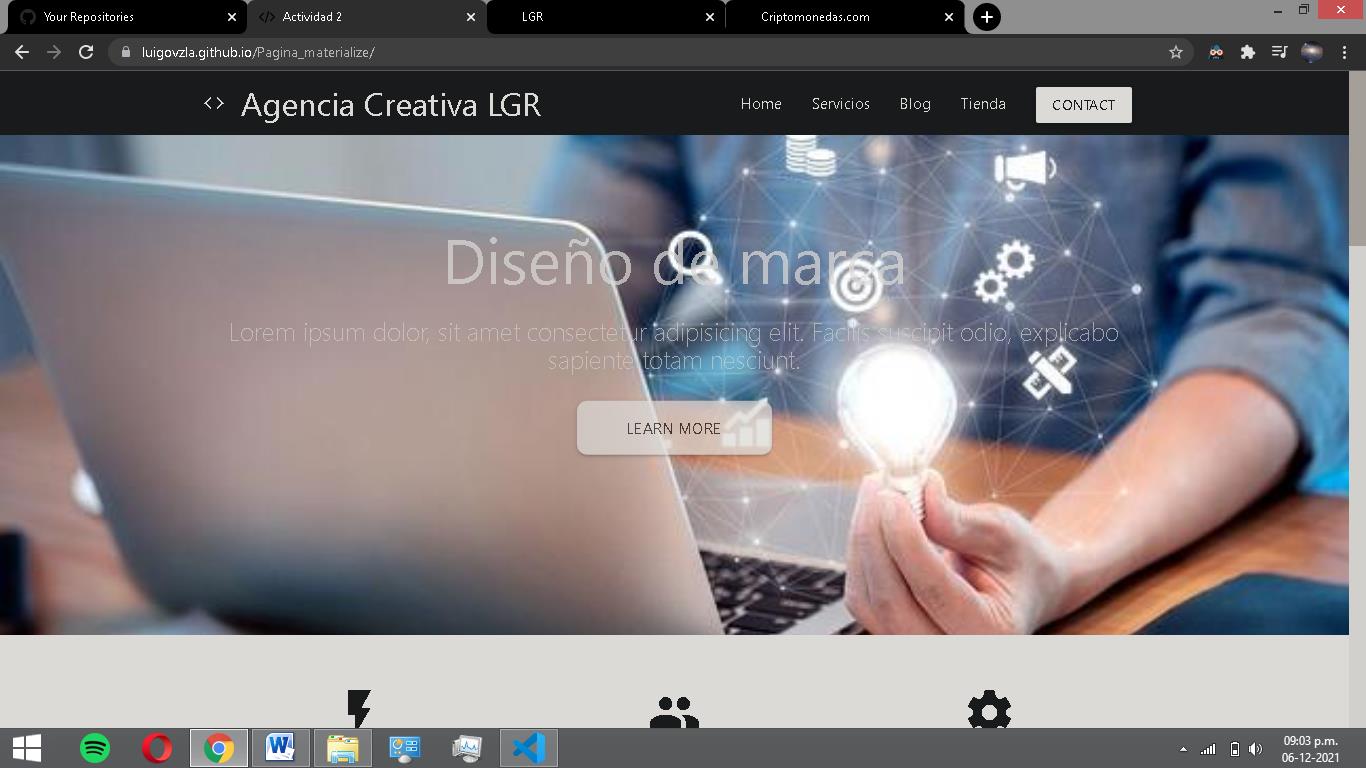 Your Repositories
Actividad 2
LGR
Criptomonedas.com
luigovzla.github.io/Pagina_materialize/
<> Agencia Creativa LGR
Home
Servicios
Blog
Tienda
CONTACT
Diseño de marca
Lorem ipsum dolor, sit amet consectetur adipisicing elit. Facilis suscipit odio, explicabo
sapiente totam nesciunt.
LEARN MORE
09:03 p.m.
06-12-2021